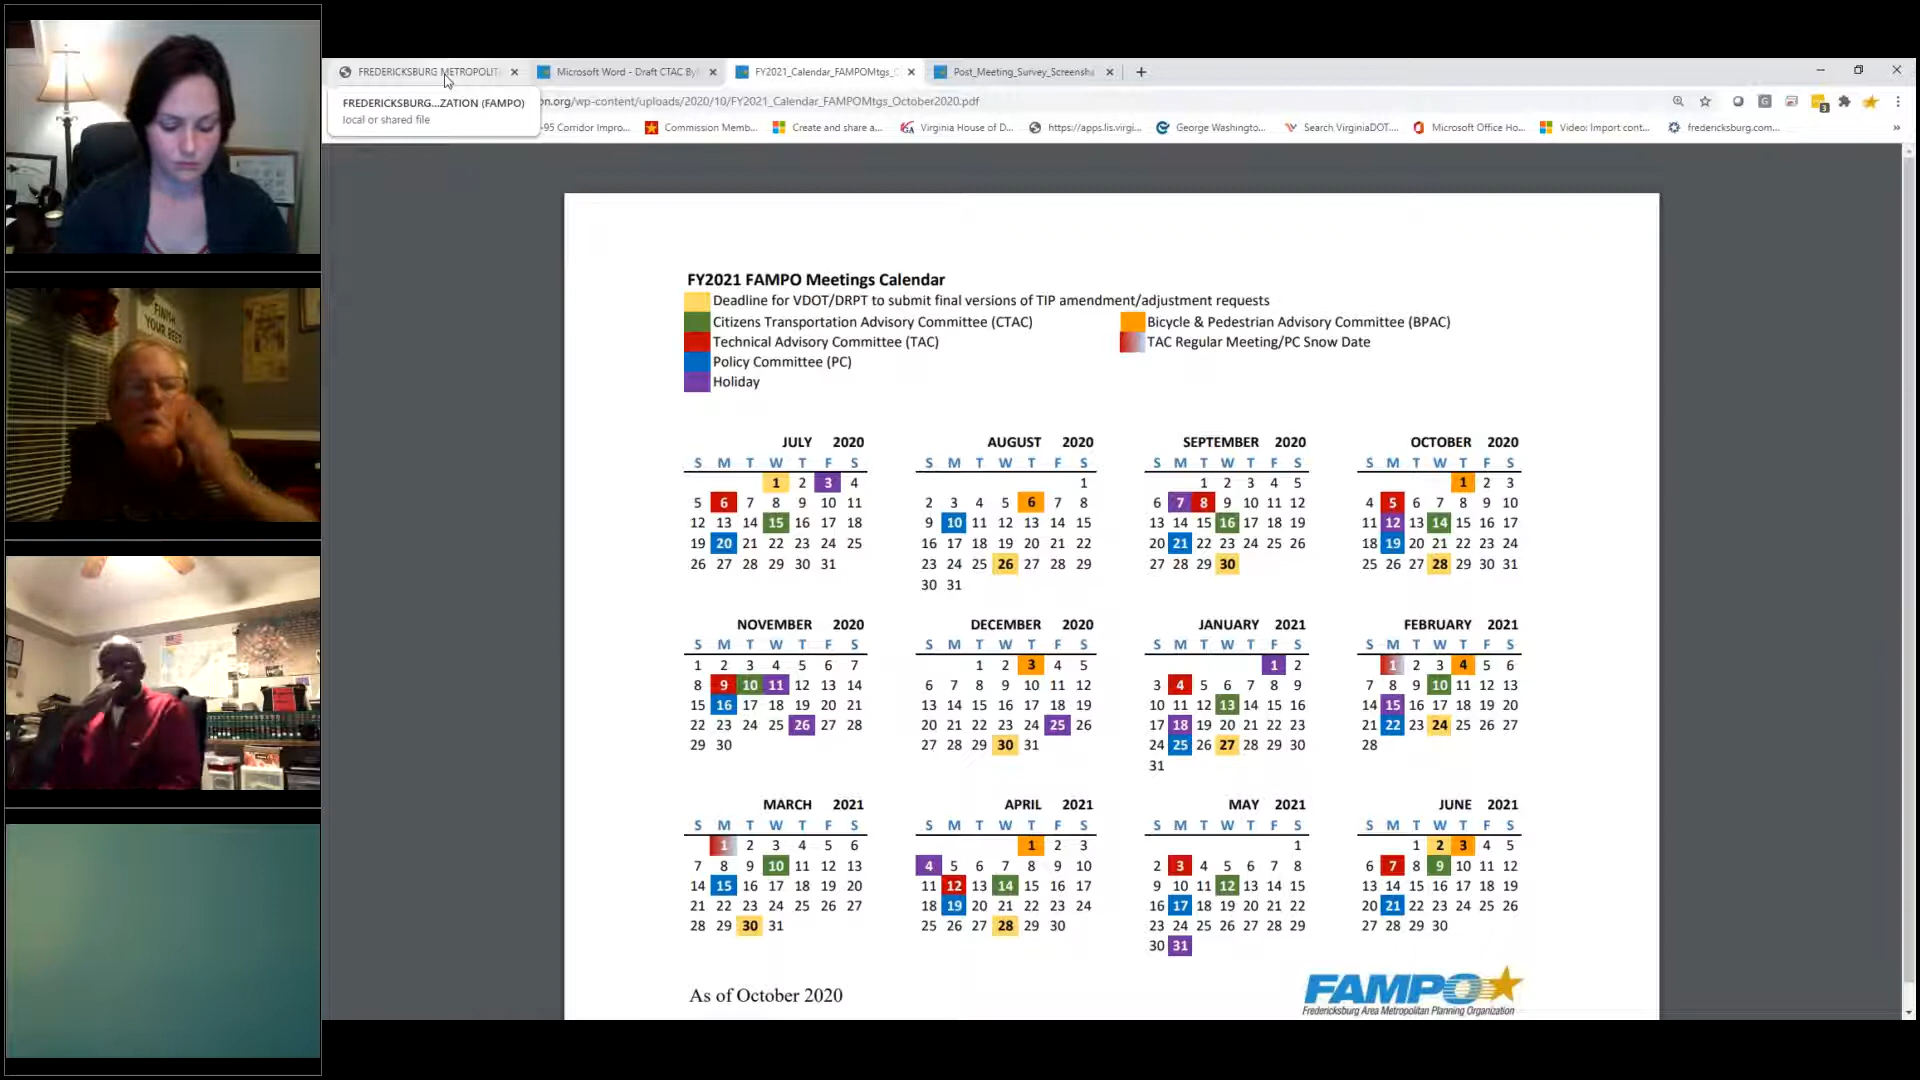 FREDERICKSBURG METROPOLIT
Microsoft Word - Draft CTAC By
FY2021_Calendar_FAMPOMtgs_O
Post_Meeting_Survey_Screensho
FREDERICKSBURG...ZATION (FAMPO)
local or shared file
on.org/wp-content/uploads/2020/10/FY2021_Calendar_FAMPOMtgs_October2020.pdf
-95 Corridor Impro...
Commission Memb...
Create and share a...
Virginia House of D...
https://apps.lis.virgi...
George Washingto...
Search VirginiaDOT....
Microsoft Office Ho...
Video: Import cont...
fredericksburg.com...
FINISH
YOUR BEER
FY2021 FAMPO Meetings Calendar
Deadline for VDOT/DRPT to submit final versions of TIP amendment/adjustment requests
Citizens Transportation Advisory Committee (CTAC) Bicycle & Pedestrian Advisory Committee (BPAC)
Technical Advisory Committee (TAC) TAC Regular Meeting/PC Snow Date
Policy Committee (PC)
Holiday
JULY 2020
S M T W T F S
1 2 3 4
5 6 7 8 9 10 11
12 13 14 15 16 17 18
19 20 21 22 23 24 25
26 27 28 29 30 31
AUGUST 2020
S M T W T F S
1
2 3 4 5 6 7 8
9 10 11 12 13 14 15
16 17 18 19 20 21 22
23 24 25 26 27 28 29
30 31
SEPTEMBER 2020
S M T W T F S
1 2 3 4 5
6 7 8 9 10 11 12
13 14 15 16 17 18 19
20 21 22 23 24 25 26
27 28 29 30
OCTOBER 2020
S M T W T F S
1 2 3
4 5 6 7 8 9 10
11 12 13 14 15 16 17
18 19 20 21 22 23 24
25 26 27 28 29 30 31
NOVEMBER 2020
S M T W T F S
1 2 3 4 5 6 7
8 9 10 11 12 13 14
15 16 17 18 19 20 21
22 23 24 25 26 27 28
29 30
DECEMBER 2020
S M T W T F S
1 2 3 4 5
6 7 8 9 10 11 12
13 14 15 16 17 18 19
20 21 22 23 24 25 26
27 28 29 30 31
JANUARY 2021
S M T W T F S
1 2
3 4 5 6 7 8 9
10 11 12 13 14 15 16
17 18 19 20 21 22 23
24 25 26 27 28 29 30
31
FEBRUARY 2021
S M T W T F S
1 2 3 4 5 6
7 8 9 10 11 12 13
14 15 16 17 18 19 20
21 22 23 24 25 26 27
28
MARCH 2021
S M T W T F S
1 2 3 4 5 6
7 8 9 10 11 12 13
14 15 16 17 18 19 20
21 22 23 24 25 26 27
28 29 30 31
APRIL 2021
S M T W T F S
1 2 3
4 5 6 7 8 9 10
11 12 13 14 15 16 17
18 19 20 21 22 23 24
25 26 27 28 29 30
MAY 2021
S M T W T F S
1
2 3 4 5 6 7 8
9 10 11 12 13 14 15
16 17 18 19 20 21 22
23 24 25 26 27 28 29
30 31
JUNE 2021
S M T W T F S
1 2 3 4 5
6 7 8 9 10 11 12
13 14 15 16 17 18 19
20 21 22 23 24 25 26
27 28 29 30
As of October 2020
FAMPO
Fredericksburg Area Metropolitan Planning Organization